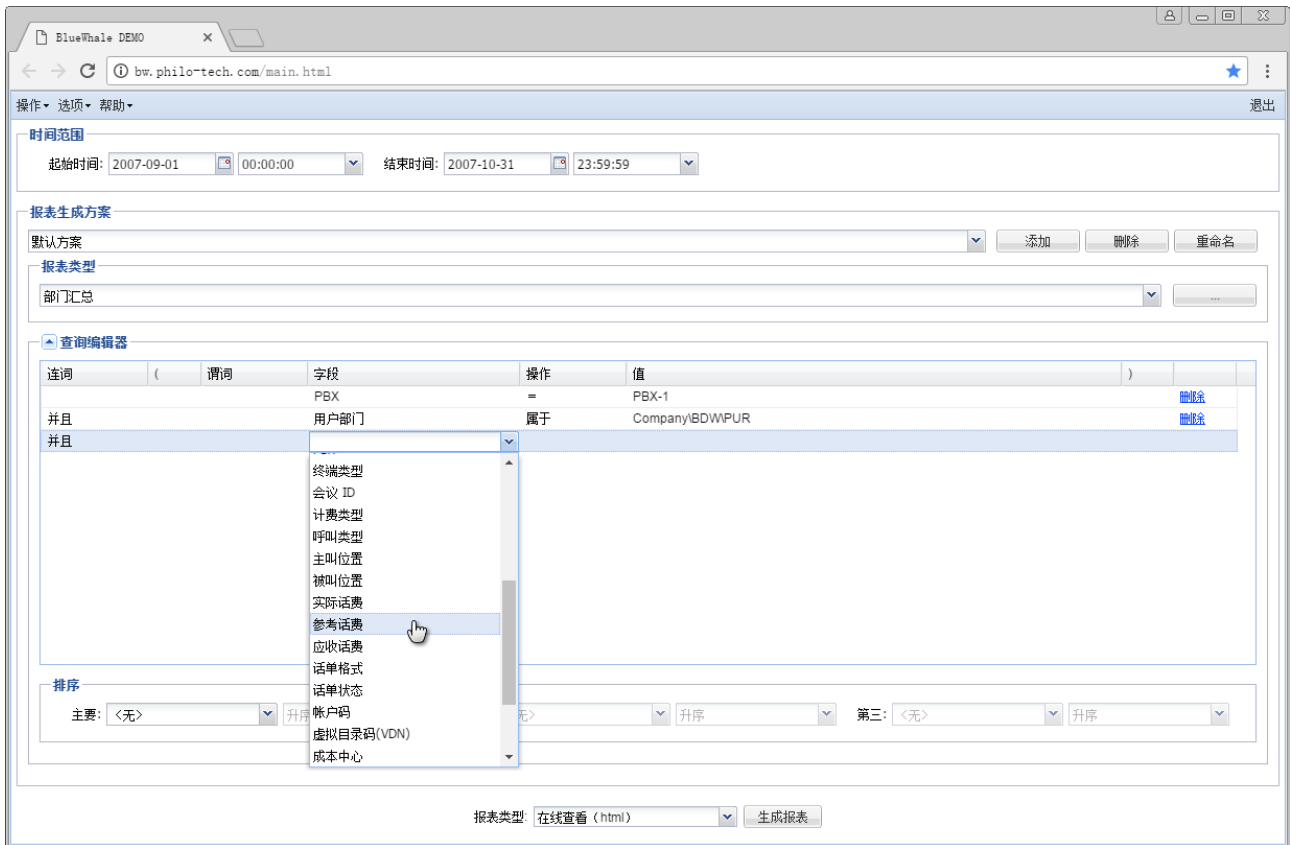 BlueWhale DEMO
bw.philo-tech.com/main.html
操作 选项 帮助 退出
时间范围
起始时间: 2007-09-01 00:00:00 结束时间: 2007-10-31 23:59:59
报表生成方案
默认方案 添加 删除 重命名
报表类型
部门汇总 ...
查询编辑器
连词 ( 谓词 字段 操作 值 )
PBX = PBX-1 删除
并且 用户部门 属于 Company\BDW\PUR 删除
并且
终端类型
会议 ID
计费类型
呼叫类型
主叫位置
被叫位置
实际话费
参考话费
应收话费
话单格式
话单状态
帐户码
虚拟目录码(VDN)
成本中心
排序
主要: <无> 升序 无> 升序 第三: <无> 升序
报表类型: 在线查看（html） 生成报表